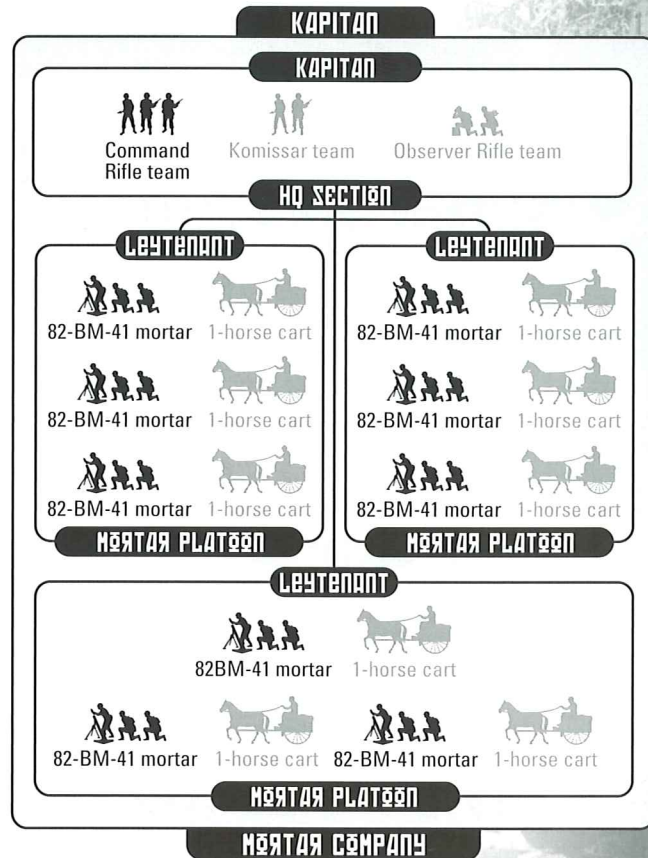 KAPITAN
KAPITAN
Command
Rifle team
Komissar team
Observer Rifle team
HQ SECTION
LEYTENANT
LEYTENANT
82-BM-41 mortar 1-horse cart
82-BM-41 mortar 1-horse cart
82-BM-41 mortar 1-horse cart
82-BM-41 mortar 1-horse cart
82-BM-41 mortar 1-horse cart
82-BM-41 mortar 1-horse cart
MORTAR PLATOON
MORTAR PLATOON
LEYTENANT
82BM-41 mortar 1-horse cart
82-BM-41 mortar 1-horse cart 82-BM-41 mortar 1-horse cart
MORTAR PLATOON
MORTAR COMPANY